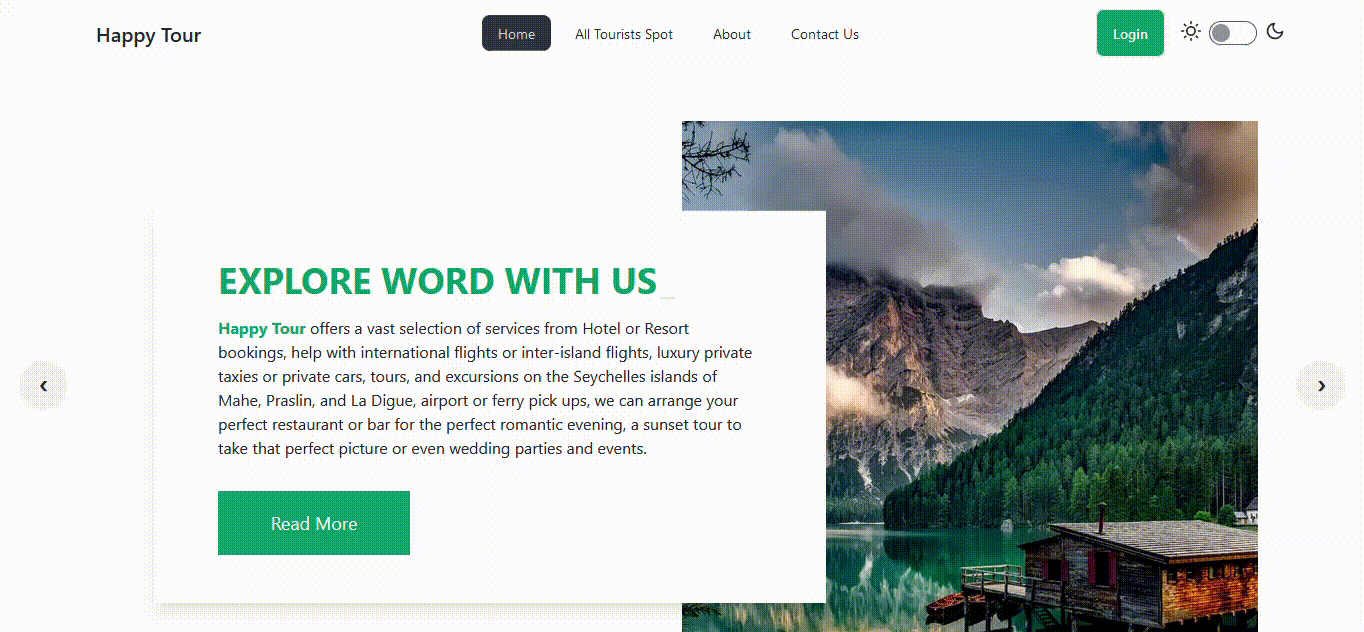 Happy Tour
Home
All Tourists Spot
About
Contact Us
Login
EXPLORE WORD WITH US_
Happy Tour offers a vast selection of services from Hotel or Resort
bookings, help with international flights or inter-island flights, luxury private
taxies or private cars, tours, and excursions on the Seychelles islands of
Mahe, Praslin, and La Digue, airport or ferry pick ups, we can arrange your
perfect restaurant or bar for the perfect romantic evening, a sunset tour to
take that perfect picture or even wedding parties and events.
Read More